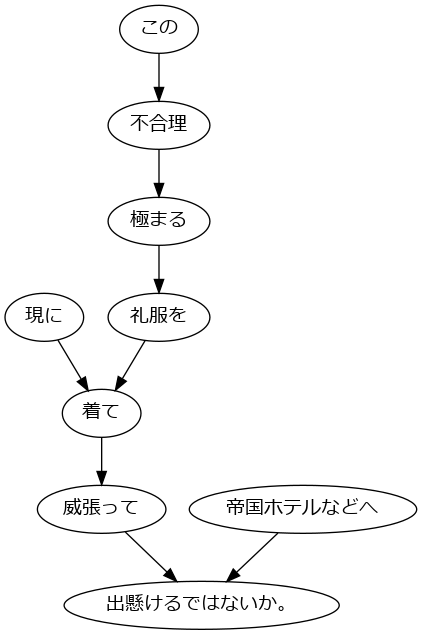 この
不合理
極まる
現に
礼服を
着て
威張って
帝国ホテルなどへ
出懸けるではないか。